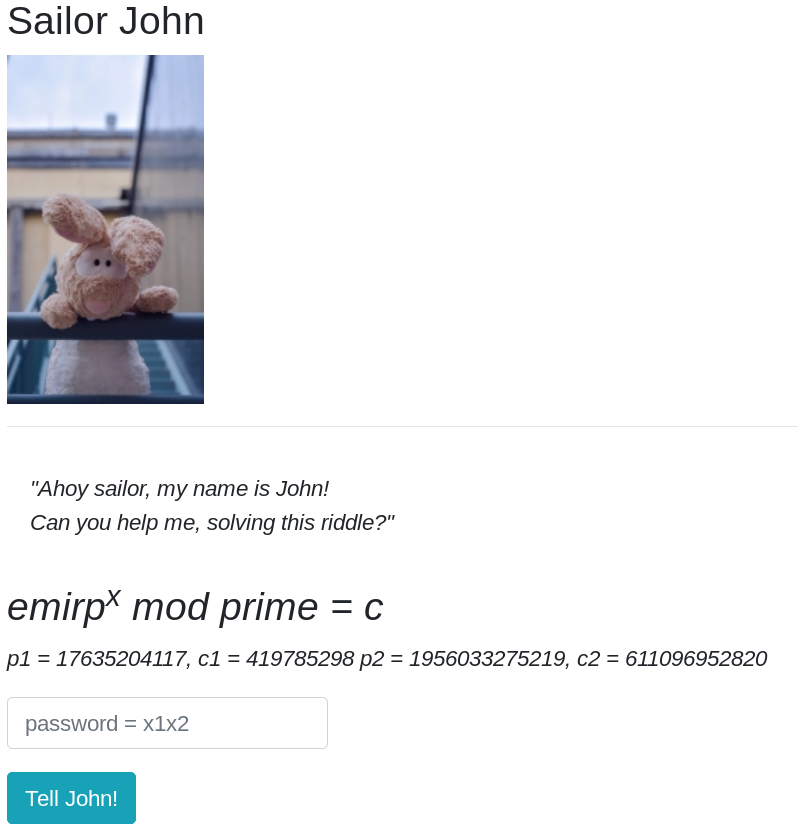 Sailor John
"Ahoy sailor, my name is John!
Can you help me, solving this riddle?"
emirpˣ mod prime = c
p1 = 17635204117, c1 = 419785298 p2 = 1956033275219, c2 = 611096952820
password = x1x2
Tell John!